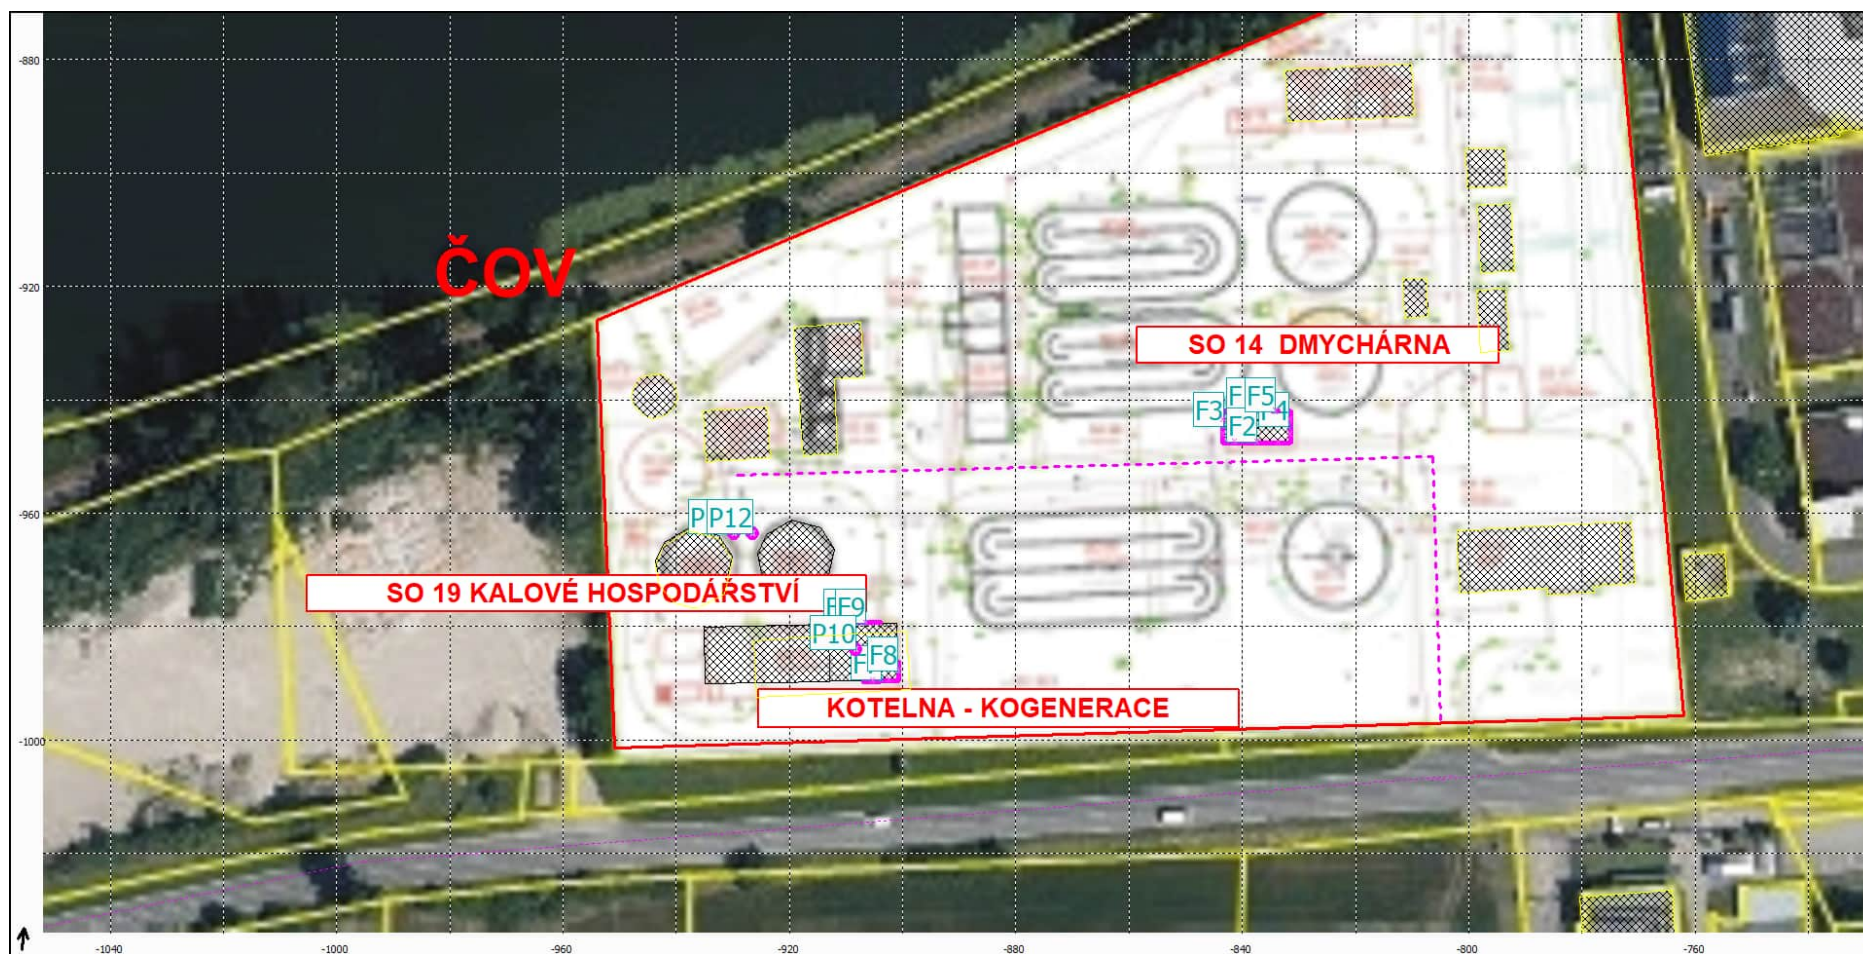 -880
ČOV
-920
SO 14 DMYCHÁRNA
F5
F3
F2
-960
P12
SO 19 KALOVÉ HOSPODÁŘSTVÍ
F9
P10
F8
KOTELNA - KOGENERACE
-1000
-1040
-1000
-960
-920
-880
-840
-800
-760